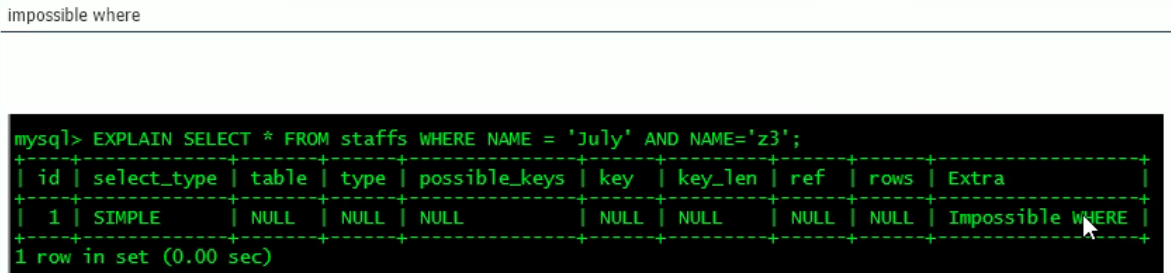 impossible where
mysql> EXPLAIN SELECT * FROM staffs WHERE NAME = 'July' AND NAME='z3';
+----+-------------+-------+------+---------------+------+---------+------+------+------------------+
| id | select_type | table | type | possible_keys | key | key_len | ref | rows | Extra |
+----+-------------+-------+------+---------------+------+---------+------+------+------------------+
| 1 | SIMPLE | NULL | NULL | NULL | NULL | NULL | NULL | NULL | Impossible WHERE |
+----+-------------+-------+------+---------------+------+---------+------+------+------------------+
1 row in set (0.00 sec)